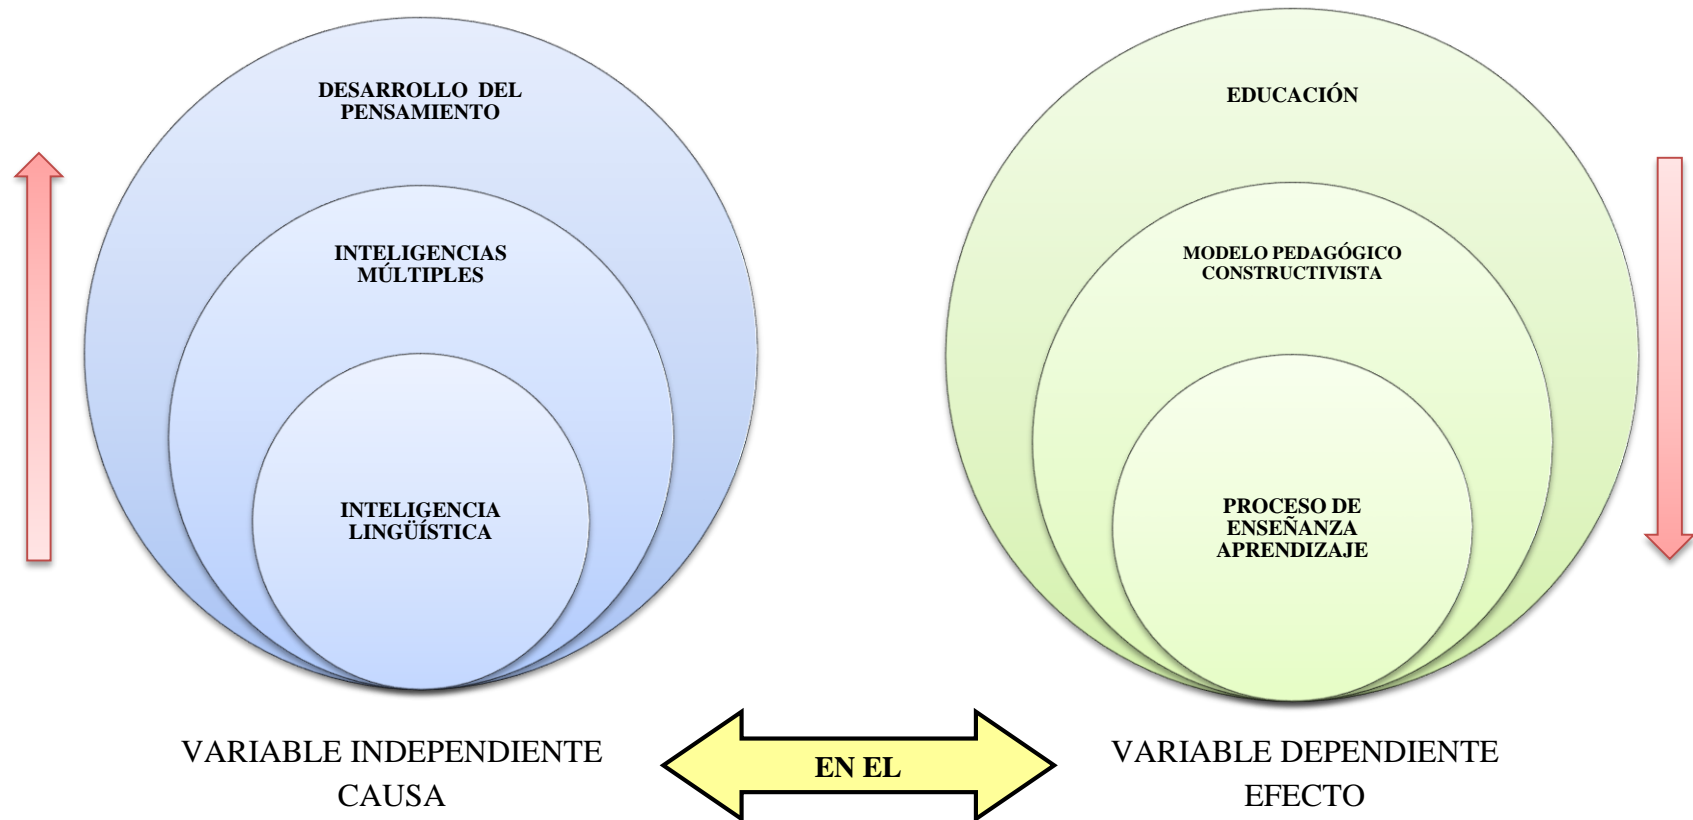 DESARROLLO DEL
PENSAMIENTO
INTELIGENCIAS
MÚLTIPLES
INTELIGENCIA
LINGÜÍSTICA
EDUCACIÓN
MODELO PEDAGÓGICO
CONSTRUCTIVISTA
PROCESO DE
ENSEÑANZA
APRENDIZAJE
VARIABLE INDEPENDIENTE
CAUSA
EN EL
VARIABLE DEPENDIENTE
EFECTO